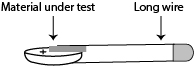 Material under test
Long wire
+